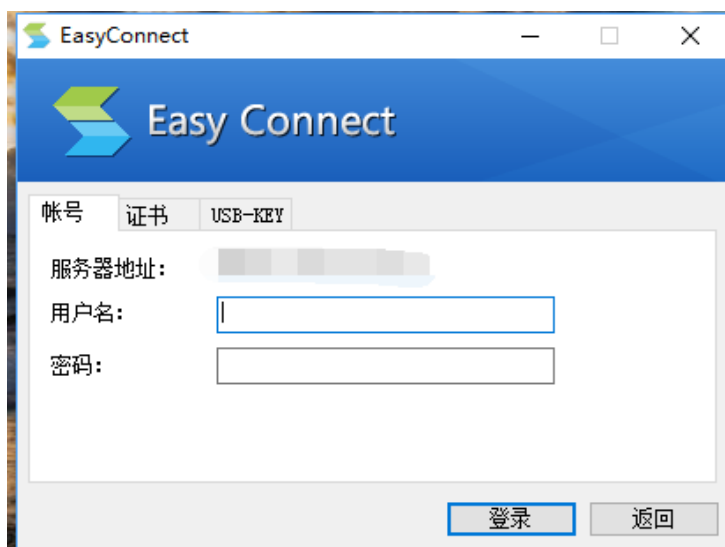 EasyConnect
Easy Connect
帐号 证书 USB-KEY
服务器地址：
用户名：
密码：
登录 返回